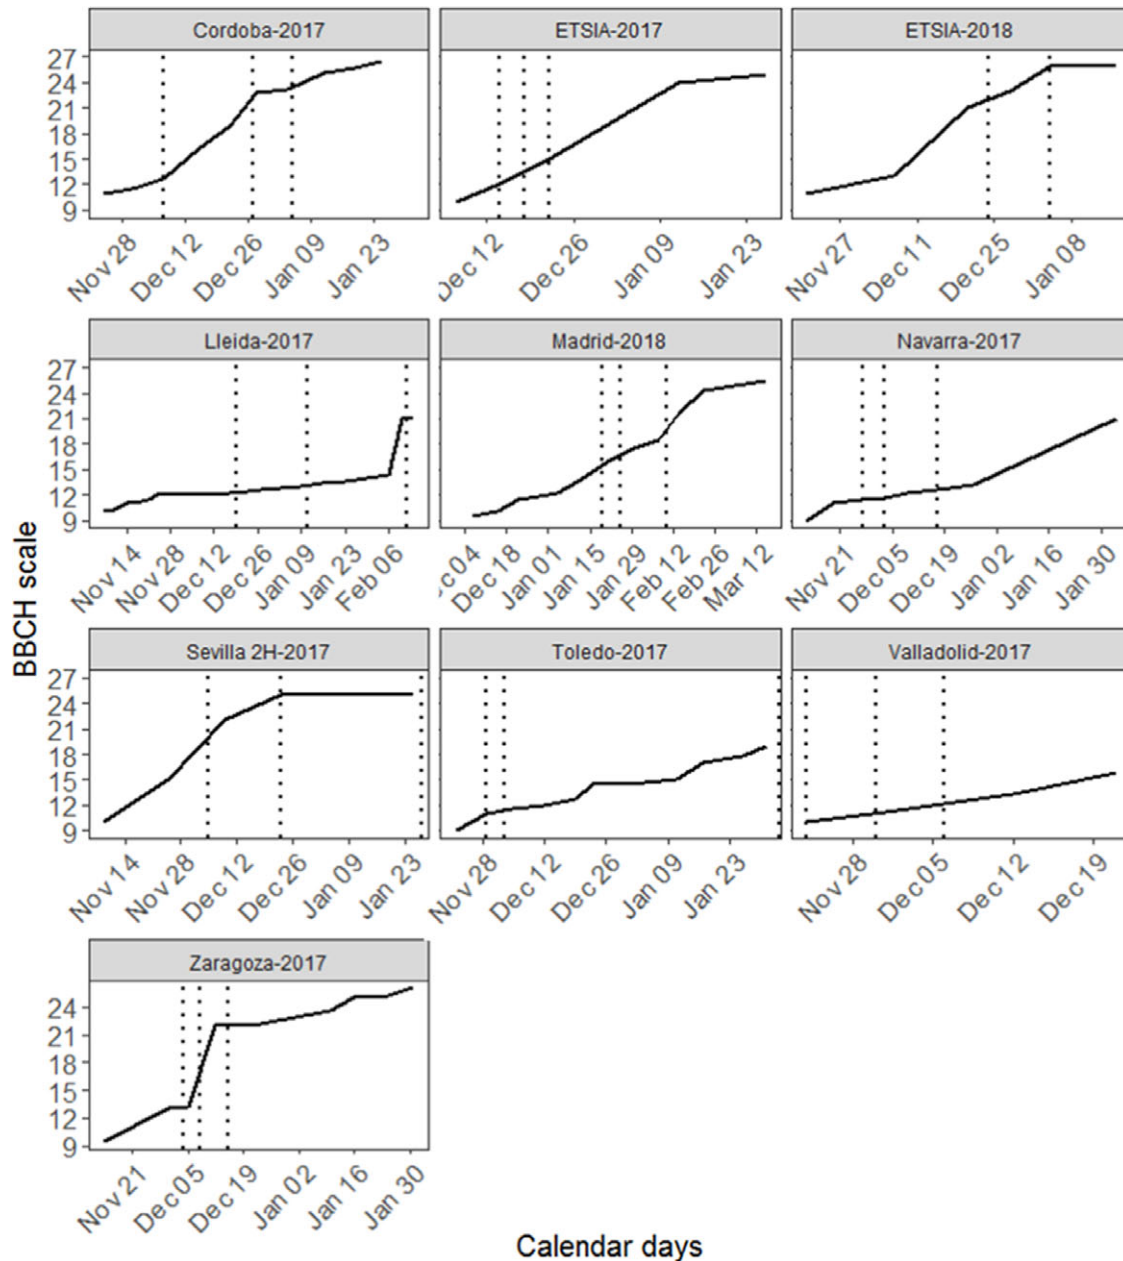 Cordoba-2017 ETSIA-2017 ETSIA-2018
27
24
21
18
15
12
9
Nov 28 Dec 12 Dec 26 Jan 09 Jan 23 Dec 12 Dec 26 Jan 09 Jan 23 Nov 27 Dec 11 Dec 25 Jan 08
Lleida-2017 Madrid-2018 Navarra-2017
27
24
21
18
15
12
9
Nov 14 Nov 28 Dec 12 Dec 26 Jan 09 Jan 23 Feb 06 ec 04 Dec 18 Jan 01 Jan 15 Jan 29 Feb 12 Feb 26 Mar 12 Nov 21 Dec 05 Dec 19 Jan 02 Jan 16 Jan 30
BBCH scale
Sevilla 2H-2017 Toledo-2017 Valladolid-2017
27
24
21
18
15
12
9
Nov 14 Nov 28 Dec 12 Dec 26 Jan 09 Jan 23 Nov 28 Dec 12 Dec 26 Jan 09 Jan 23 Nov 28 Dec 05 Dec 12 Dec 19
Zaragoza-2017
24
21
18
15
12
9
Nov 21 Dec 05 Dec 19 Jan 02 Jan 16 Jan 30
Calendar days